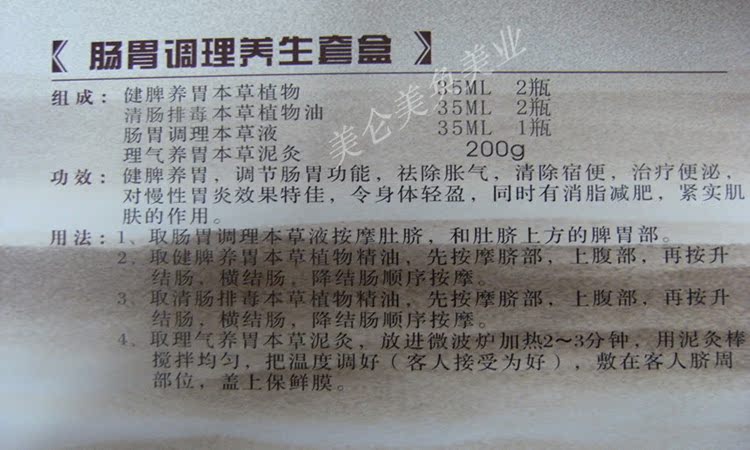 《 肠胃调理养生套盒 》
美仑美奂美业
组成：健脾养胃本草植物 35ML 2瓶
清肠排毒本草植物油 35ML 2瓶
肠胃调理本草液 35ML 1瓶
理气养胃本草泥灸 200g
功效：健脾养胃，调节肠胃功能，祛除胀气，清除宿便，治疗便泌，
对慢性胃炎效果特佳，令身体轻盈，同时有消脂减肥，紧实肌
肤的作用。
用法：1、取肠胃调理本草液按摩肚脐，和肚脐上方的脾胃部。
2、取健脾养胃本草植物精油，先按摩脐部，上腹部，再按升
结肠，横结肠，降结肠顺序按摩。
3、取清肠排毒本草植物精油，先按摩脐部，上腹部，再按升
结肠，横结肠，降结肠顺序按摩。
4、取理气养胃本草泥灸，放进微波炉加热2~3分钟，用泥灸棒
搅拌均匀，把温度调好（客人接受为好），敷在客人脐周
部位，盖上保鲜膜。